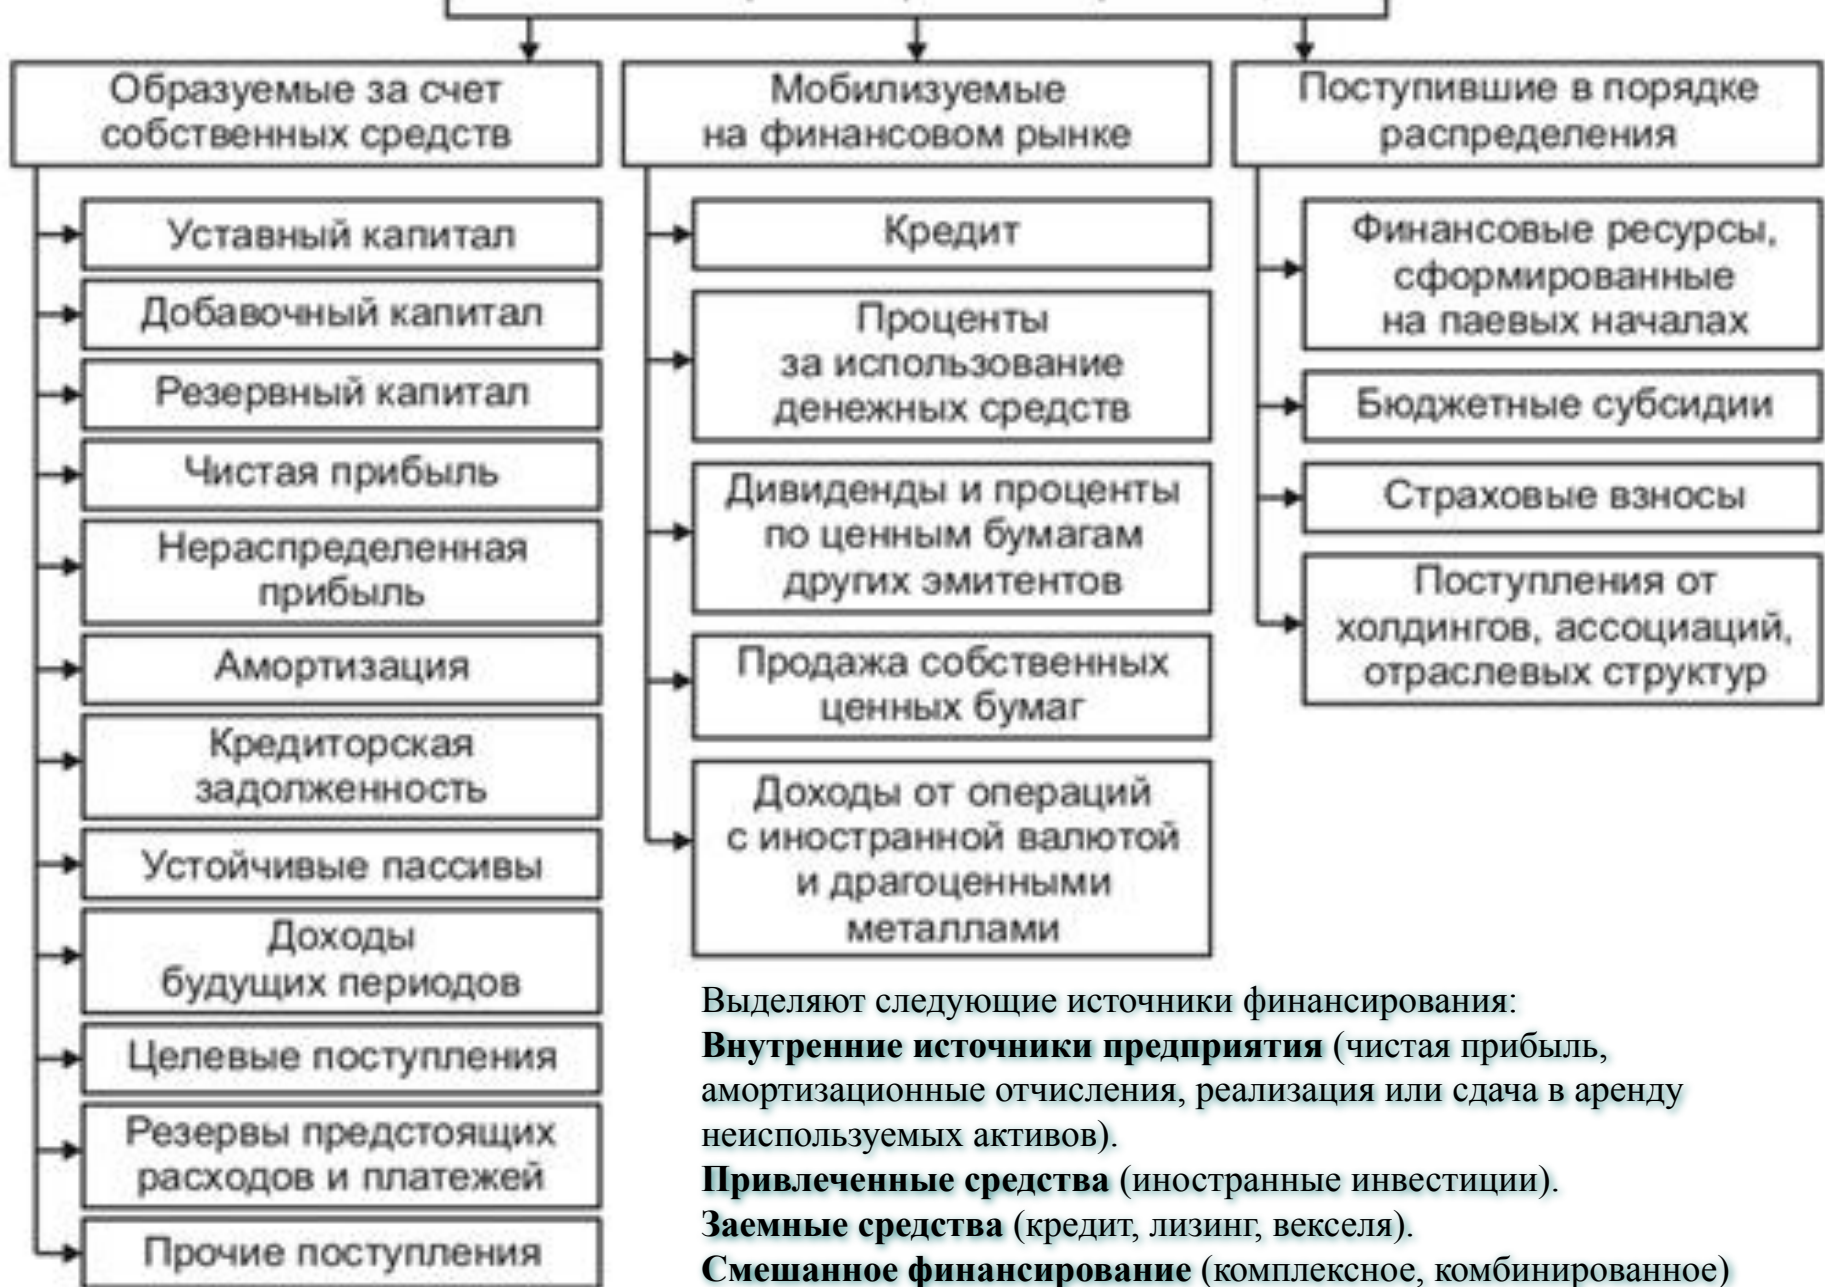 Образуемые за счет
собственных средств
Уставный капитал
Добавочный капитал
Резервный капитал
Чистая прибыль
Нераспределенная
прибыль
Амортизация
Кредиторская
задолженность
Устойчивые пассивы
Доходы
будущих периодов
Целевые поступления
Резервы предстоящих
расходов и платежей
Прочие поступления
Мобилизуемые
на финансовом рынке
Кредит
Проценты
за использование
денежных средств
Дивиденды и проценты
по ценным бумагам
других эмитентов
Продажа собственных
ценных бумаг
Доходы от операций
с иностранной валютой
и драгоценными
металлами
Поступившие в порядке
распределения
Финансовые ресурсы,
сформированные
на паевых началах
Бюджетные субсидии
Страховые взносы
Поступления от
холдингов, ассоциаций,
отраслевых структур
Выделяют следующие источники финансирования:
Внутренние источники предприятия (чистая прибыль,
амортизационные отчисления, реализация или сдача в аренду
неиспользуемых активов).
Привлеченные средства (иностранные инвестиции).
Заемные средства (кредит, лизинг, векселя).
Смешанное финансирование (комплексное, комбинированное)